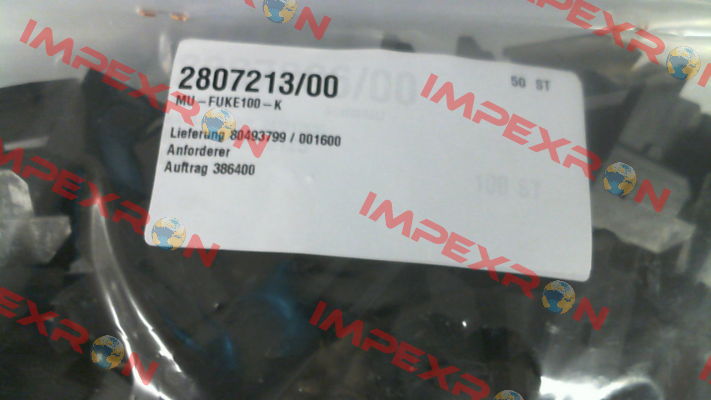 2807213/00
50 ST
MU-FUKE100-K
Lieferung 80493799 / 001600
Anforderer
Auftrag 386400
100 ST
IMPEXRON
IMPEXRON
IMPEXRON
IMPEXRON
IMPEXRON
IMPEXRON
IMPEXRON